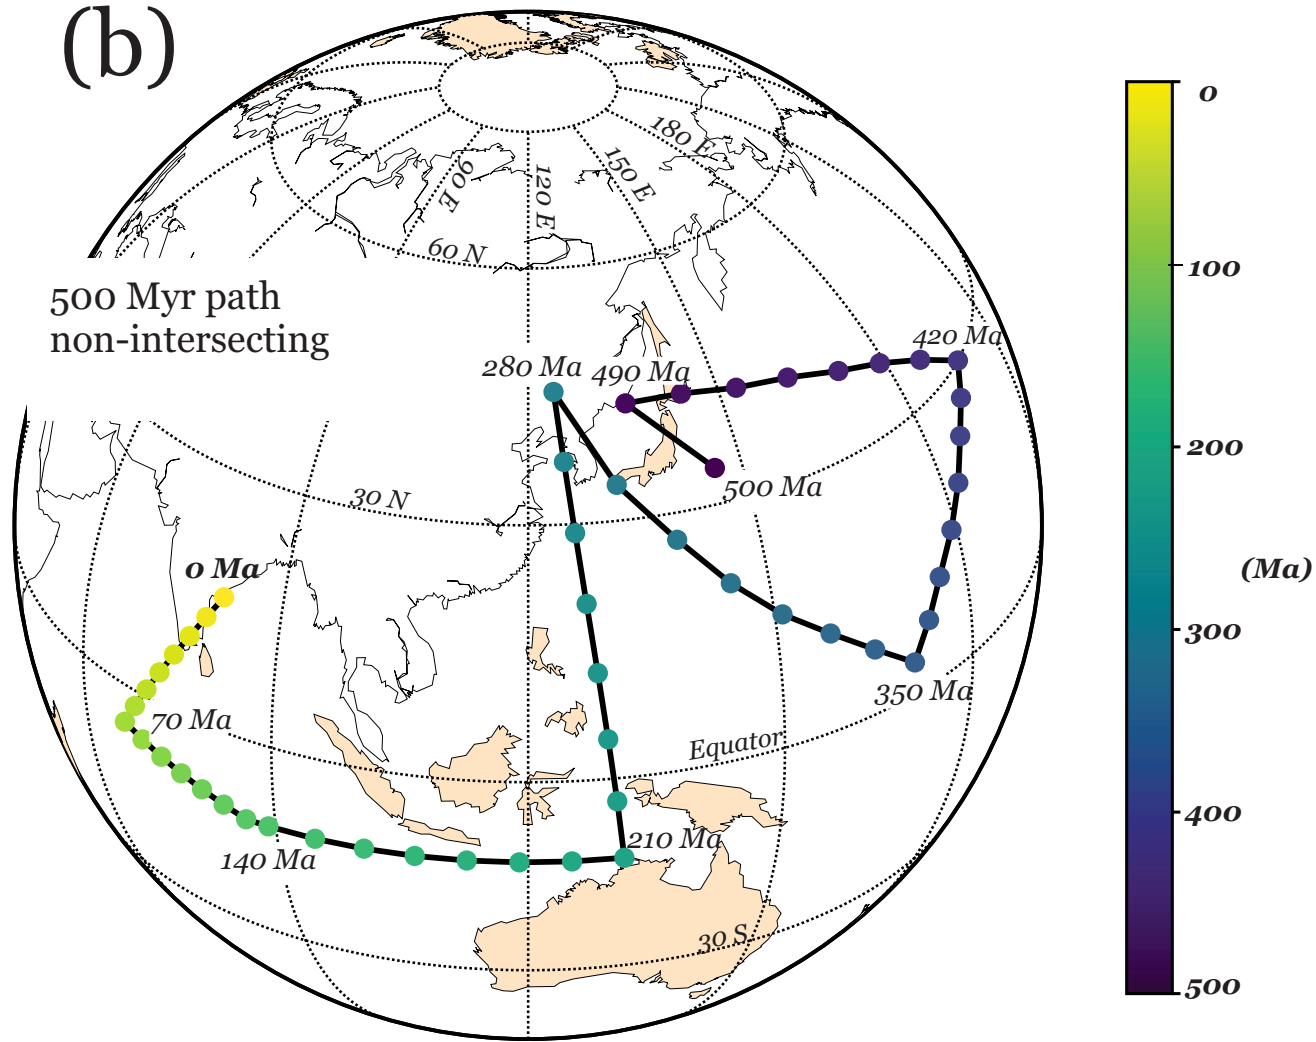 (b)
180 E
150 E
90 E
120 E
60 N
500 Myr path
non-intersecting
420 Ma
280 Ma
490 Ma
500 Ma
30 N
0 Ma
350 Ma
70 Ma
Equator
210 Ma
140 Ma
30 S
0
100
200
300
400
500
(Ma)